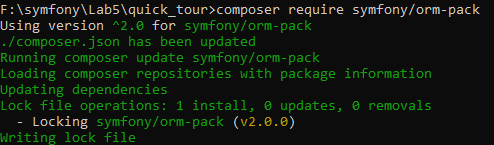 F:\symfony\Lab5\quick_tour>composer require symfony/orm-pack
Using version ^2.0 for symfony/orm-pack
./composer.json has been updated
Running composer update symfony/orm-pack
Loading composer repositories with package information
Updating dependencies
Lock file operations: 1 install, 0 updates, 0 removals
  - Locking symfony/orm-pack (v2.0.0)
Writing lock file